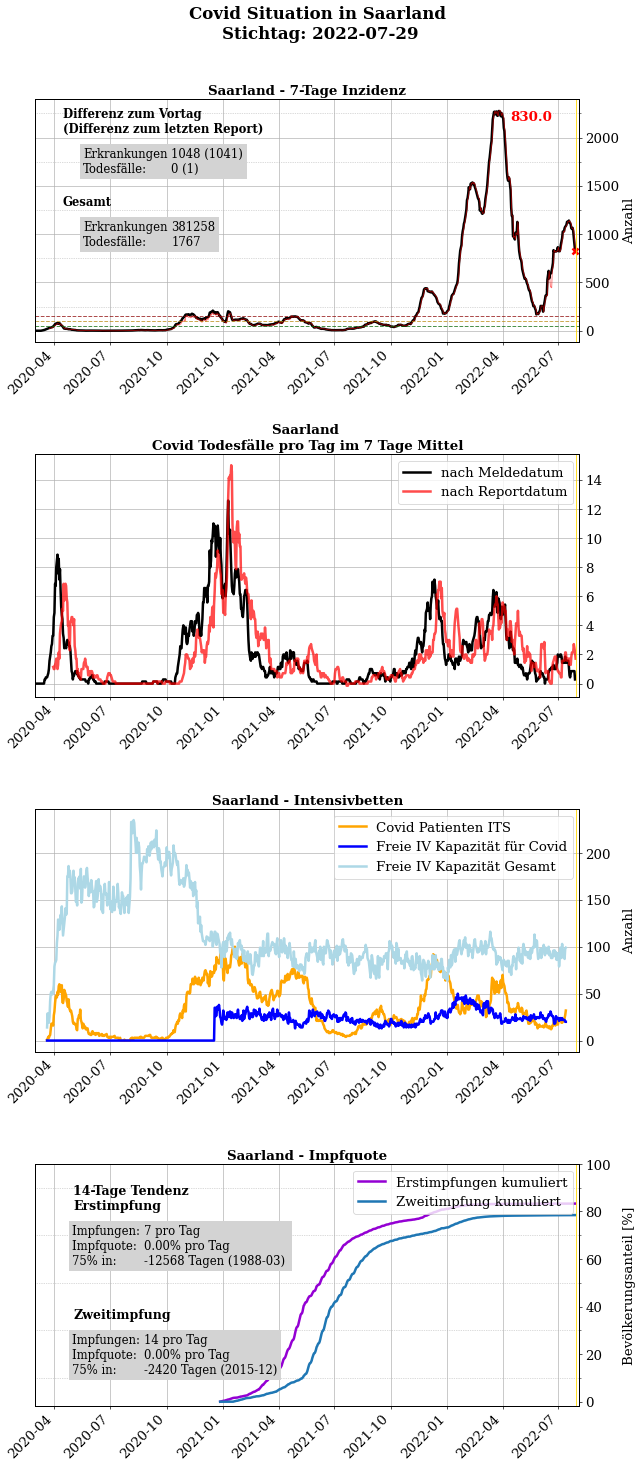 Covid Situation in Saarland
Stichtag: 2022-07-29
Saarland - 7-Tage Inzidenz
Differenz zum Vortag
(Differenz zum letzten Report)
Erkrankungen 1048 (1041)
Todesfälle: 0 (1)
Gesamt
Erkrankungen 381258
Todesfälle: 1767
830.0
2000
1500
1000
500
0
Anzahl
2020-04 2020-07 2020-10 2021-01 2021-04 2021-07 2021-10 2022-01 2022-04 2022-07
Saarland
Covid Todesfälle pro Tag im 7 Tage Mittel
nach Meldedatum
nach Reportdatum
14
12
10
8
6
4
2
0
2020-04 2020-07 2020-10 2021-01 2021-04 2021-07 2021-10 2022-01 2022-04 2022-07
Saarland - Intensivbetten
Covid Patienten ITS
Freie IV Kapazität für Covid
Freie IV Kapazität Gesamt
200
150
100
50
0
Anzahl
2020-04 2020-07 2020-10 2021-01 2021-04 2021-07 2021-10 2022-01 2022-04 2022-07
Saarland - Impfquote
14-Tage Tendenz
Erstimpfung
Impfungen: 7 pro Tag
Impfquote: 0.00% pro Tag
75% in: -12568 Tagen (1988-03)
Zweitimpfung
Impfungen: 14 pro Tag
Impfquote: 0.00% pro Tag
75% in: -2420 Tagen (2015-12)
Erstimpfungen kumuliert
Zweitimpfung kumuliert
100
80
60
40
20
0
Bevölkerungsanteil [%]
2020-04 2020-07 2020-10 2021-01 2021-04 2021-07 2021-10 2022-01 2022-04 2022-07